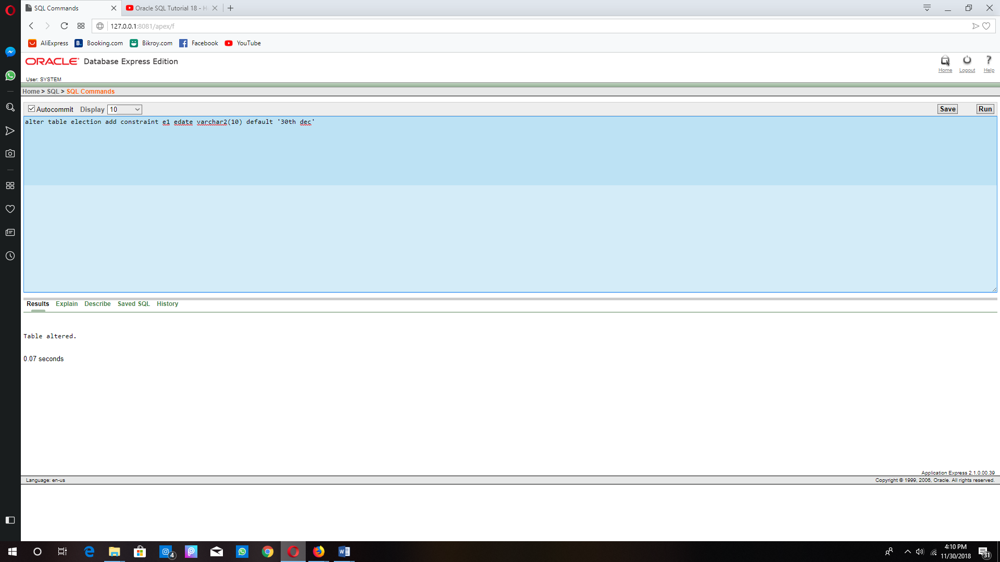 SQL Commands
Oracle SQL Tutorial 18 - H
127.0.0.1:8081/apex/f
AliExpress
B. Booking.com
Bikroy.com
Facebook
YouTube
ORACLE Database Express Edition
Home
Logout
? Help
User: SYSTEM
Home > SQL > SQL Commands
Autocommit Display 10
Save
Run
alter table election add constraint e1 edate varchar2(10) default '30th dec'
Results Explain Describe Saved SQL History
Table altered.
0.07 seconds
Application Express 2.1.0.00.39
Language: en-us
Copyright © 1999, 2006, Oracle. All rights reserved.
4
4:10 PM
11/30/2018
31